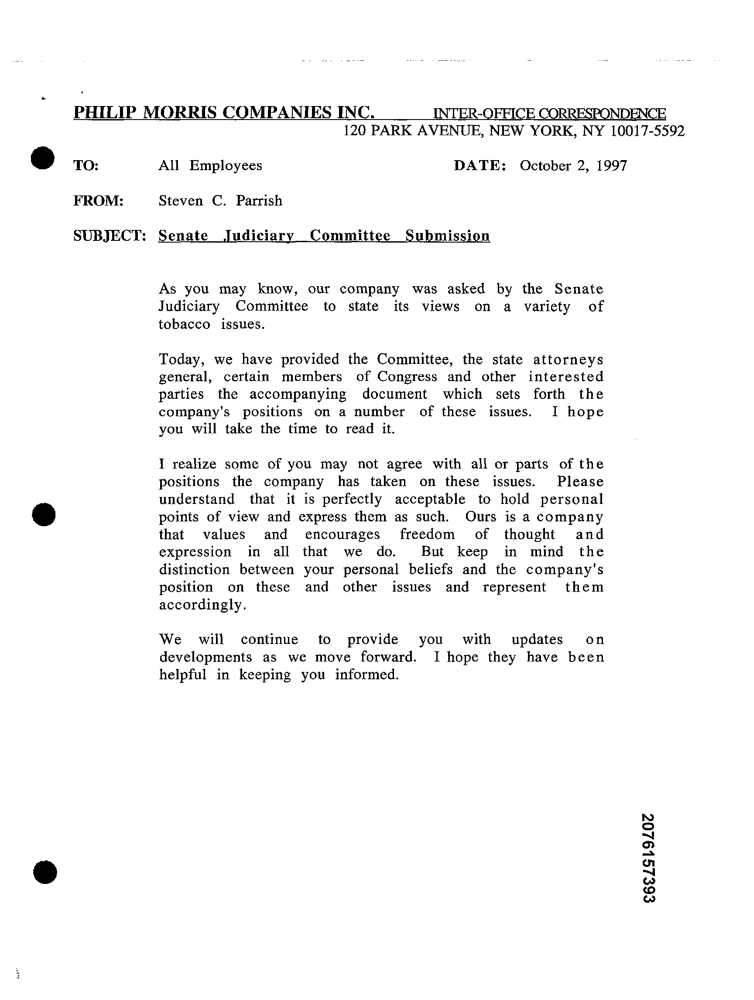 PHILIP MORRIS COMPANIES INC. INTER-OFFICE CORRESPONDENCE
120 PARK AVENUE, NEW YORK, NY 10017-5592
TO: All Employees DATE: October 2, 1997
FROM: Steven C. Parrish
SUBJECT: Senate Judiciary Committee Submission
As you may know, our company was asked by the Senate
Judiciary Committee to state its views on a variety of
tobacco issues.
Today, we have provided the Committee, the state attorneys
general, certain members of Congress and other interested
parties the accompanying document which sets forth the
company's positions on a number of these issues. I hope
you will take the time to read it.
I realize some of you may not agree with all or parts of the
positions the company has taken on these issues. Please
understand that it is perfectly acceptable to hold personal
points of view and express them as such. Ours is a company
that values and encourages freedom of thought and
expression in all that we do. But keep in mind the
distinction between your personal beliefs and the company's
position on these and other issues and represent them
accordingly.
We will continue to provide you with updates on
developments as we move forward. I hope they have been
helpful in keeping you informed.
2076157393